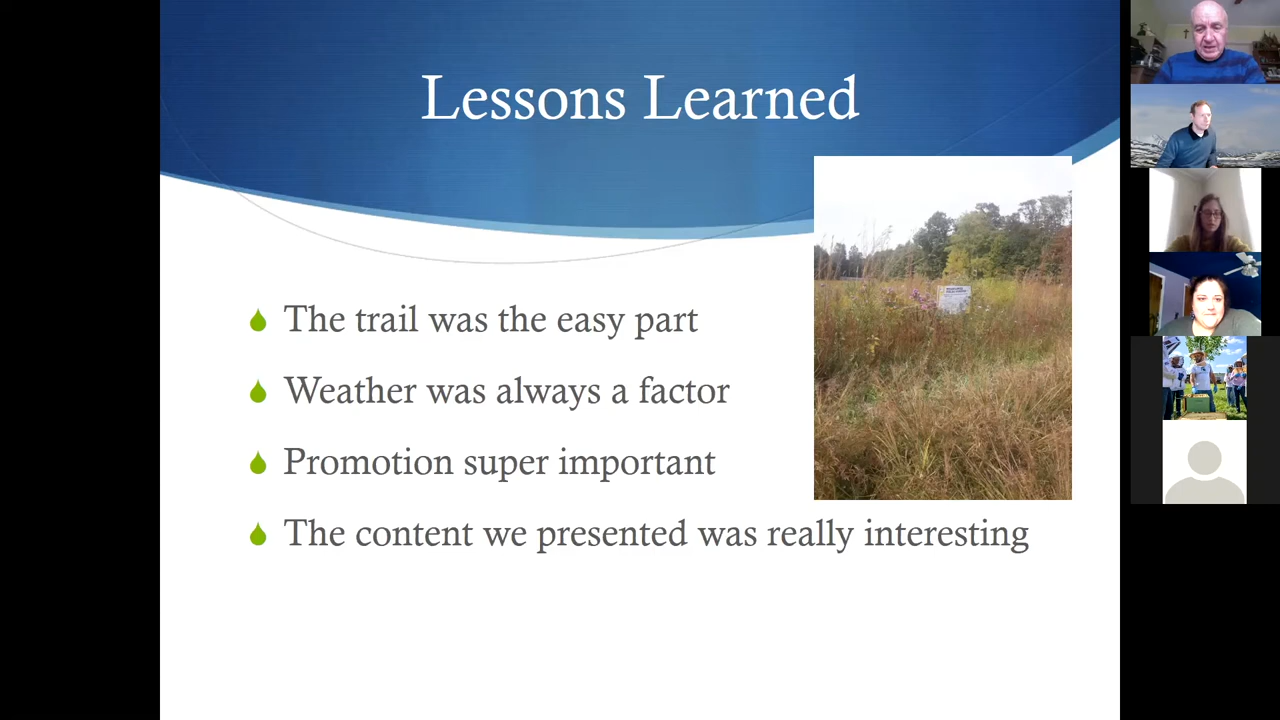 Lessons Learned
The trail was the easy part
Weather was always a factor
Promotion super important
The content we presented was really interesting